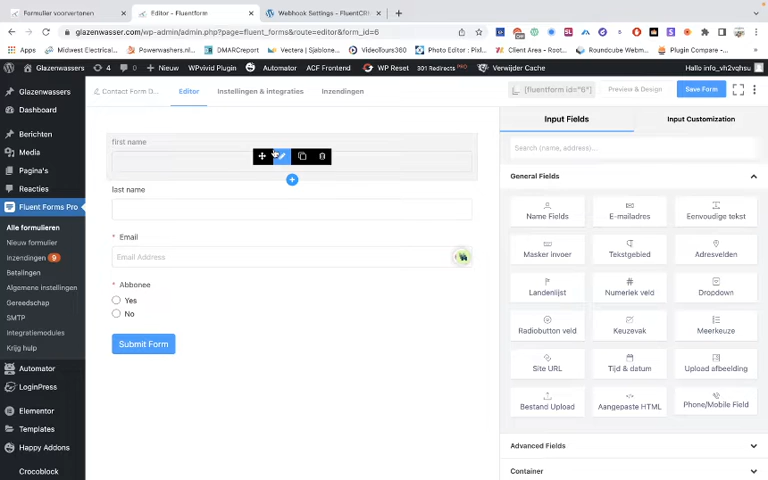 Formulier voorvertonen
Editor - Fluentform
Webhook Settings - FluentCR
glazenwasser.com/wp-admin/admin.php?page=fluent_forms&route=editor&form_id=6
Apps
Midwest Electrical...
Powerwashers.nl...
DMARCreport
Vectera | Sjablone...
VideoTours360
Photo Editor : Pixl...
Client Area - Root...
Roundcube Webm...
Plugin Compare -...
Glazenwassers
4
0
Nieuw
WPvivid Plugin
Automator
ACF Frontend
WP Reset
301 Redirects PRO
Verwijder Cache
Hallo info_vh2vqhsu
Glazenwassers
Dashboard
Berichten
Media
Pagina's
Reacties
Fluent Forms Pro
Alle formulieren
Nieuw formulier
Inzendingen 9
Betalingen
Algemene instellingen
Gereedschap
SMTP
Integratiemodules
Krijg hulp
Automator
LoginPress
Elementor
Templates
Happy Addons
Crocoblock
Contact Form D...
Editor
Instellingen & integraties
Inzendingen
[fluentform id="6"]
Preview & Design
Save Form
first name
last name
* Email
Email Address
* Abbonee
Yes
No
Submit Form
Input Fields
Input Customization
Search (name, address)...
General Fields
Name Fields
E-mailadres
Eenvoudige tekst
Masker invoer
Tekstgebied
Adresvelden
Landenlijst
Numeriek veld
Dropdown
Radiobutton veld
Keuzevak
Meerkeuze
Site URL
Tijd & datum
Upload afbeelding
Bestand Upload
Aangepaste HTML
Phone/Mobile Field
Advanced Fields
Container